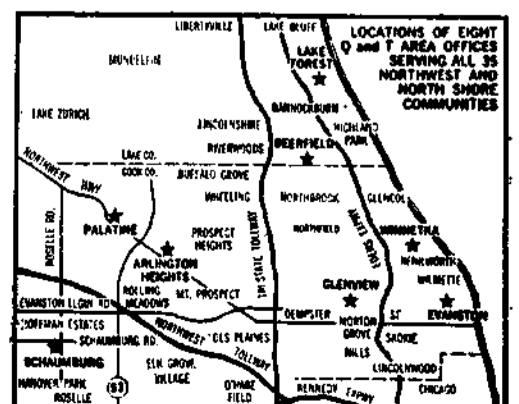 LIBERTYVILLE
LAKE BLUFF
LOCATIONS OF EIGHT
Q and T AREA OFFICES
SERVING ALL 35
NORTHWEST AND
NORTH SHORE
COMMUNITIES
LAKE
FOREST
MUNDELEIN
BANNOCKBURN
LAKE ZURICH
LINCOLNSHIRE
HIGHLAND
PARK
RIVERWOODS
DEERFIELD
NORTHWEST
HWY
LAKE CO.
COOK CO.
BUFFALO GROVE
WHEELING
NORTHBROOK
GLENCOE
ROSELLE RD.
PALATINE
PROSPECT
HEIGHTS
TRI STATE TOLLWAY
NORTHFIELD
EDENS EXPY
WINNETKA
ARLINGTON
HEIGHTS
KENILWORTH
WILMETTE
ROLLING
MEADOWS
MT. PROSPECT
GLENVIEW
EVANSTON
EVANSTON ELGIN RD
DEMPSTER
ST
HOFFMAN ESTATES
NORTHWEST
TOLLWAY
DES PLAINES
MORTON
GROVE
SKOKIE
SCHAUMBURG RD.
SCHAUMBURG
ELK GROVE
VILLAGE
NILES
LINCOLNWOOD
HANOVER PARK
ROSELLE
53
O'HARE
FIELD
KENNEDY EXPWY
CHICAGO